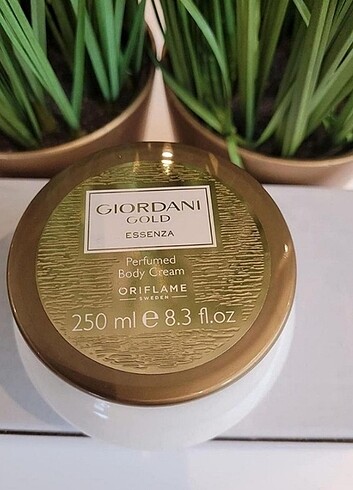 GIORDANI
GOLD
ESSENZA
Perfumed
Body Cream
ORIFLAME
SWEDEN
250 ml ℮ 8.3 fl.oz